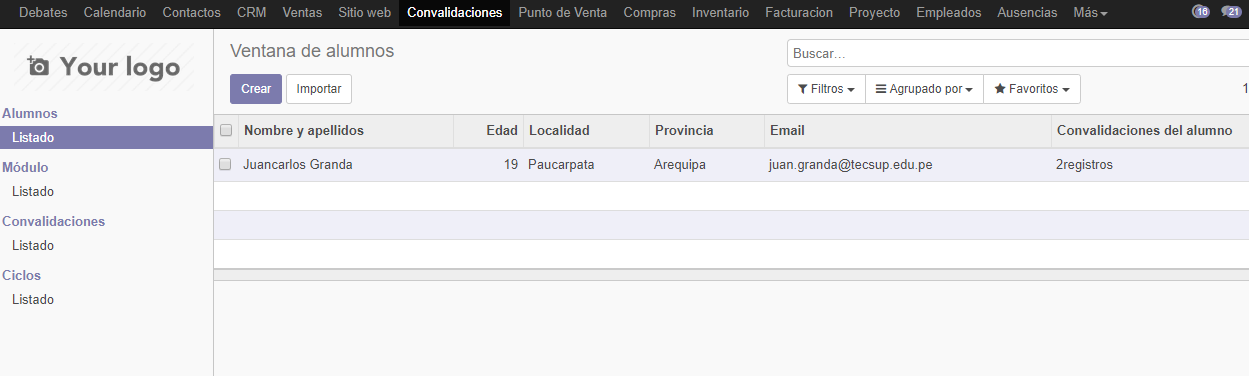 Debates Calendario Contactos CRM Ventas Sitio web Convalidaciones Punto de Venta Compras Inventario Facturacion Proyecto Empleados Ausencias Más 16 21
Your logo
Alumnos
Listado
Módulo
Listado
Convalidaciones
Listado
Ciclos
Listado
Ventana de alumnos
Buscar...
Crear Importar
Filtros Agrupado por Favoritos 1
Nombre y apellidos Edad Localidad Provincia Email Convalidaciones del alumno
Juancarlos Granda 19 Paucarpata Arequipa juan.granda@tecsup.edu.pe 2registros